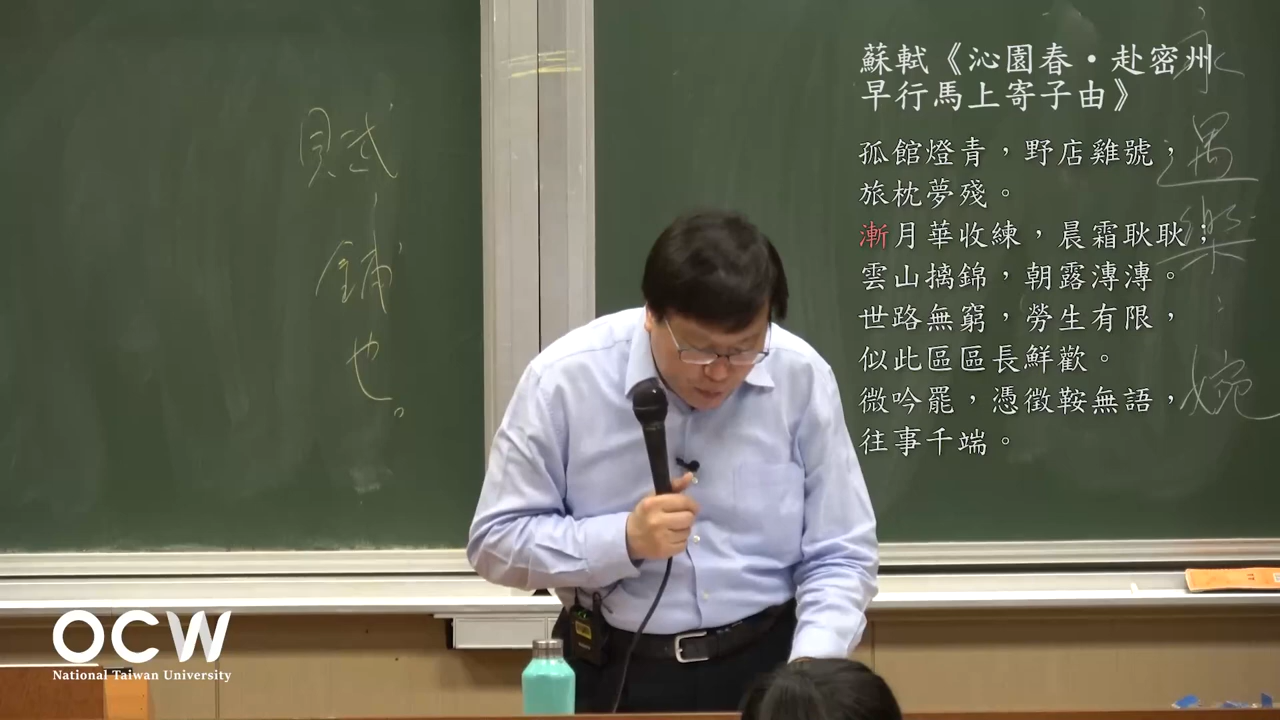 蘇軾《沁園春·赴密州
早行馬上寄子由》
孤館燈青，野店雞號，
旅枕夢殘。
漸月華收練，晨霜耿耿；
雲山摛錦，朝露漙漙。
世路無窮，勞生有限，
似此區區長鮮歡。
微吟罷，憑徵鞍無語，
往事千端。
賦
鋪
也。
永
遇
樂：
婉
OCW
National Taiwan University